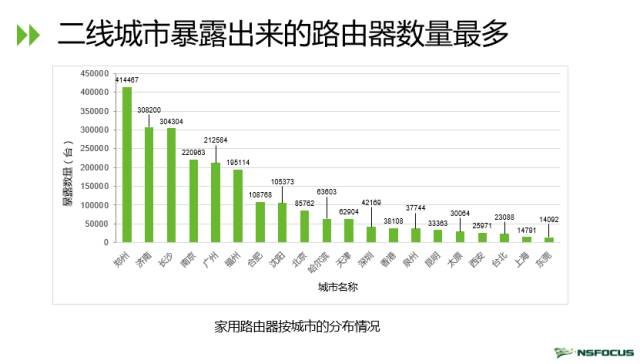 二线城市暴露出来的路由器数量最多
450000
400000
350000
300000
250000
200000
150000
100000
50000
0
暴露数量（台）
414467
308200
304304
220963
212584
195114
108768
105373
85762
63603
62904
42169
38108
37744
33363
30064
25971
23088
14791
14092
郑州
济南
长沙
南京
广州
福州
合肥
沈阳
北京
哈尔滨
天津
深圳
香港
泉州
昆明
太原
西安
台北
上海
东莞
城市名称
家用路由器按城市的分布情况
NSFOCUS